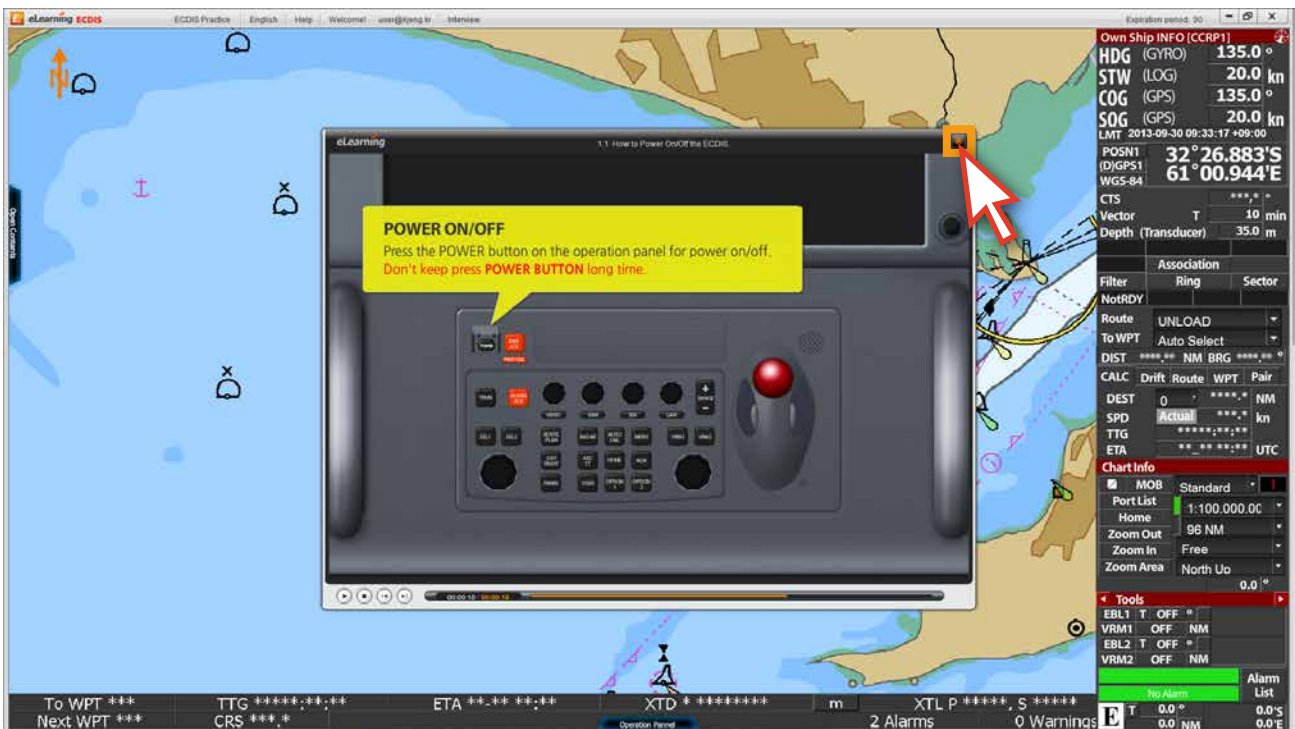 eLearning ECDIS
ECDIS Practice English Help Welcome! user@kjeng.kr Interview
Expiration period: 90
N
Open Contents
eLearning
1.1 How to Power On/Off the ECDIS.
POWER ON/OFF
Press the POWER button on the operation panel for power on/off.
Don't keep press POWER BUTTON long time.
00:00:10 00:00:18
Own Ship INFO [CCRP1]
HDG (GYRO) 135.0 °
STW (LOG) 20.0 kn
COG (GPS) 135.0 °
SOG (GPS) 20.0 kn
LMT 2013-09-30 09:33:17 +09:00
POSN1 32°26.883'S
(D)GPS1 61°00.944'E
WGS-84
CTS ***.* °
Vector T 10 min
Depth (Transducer) 35.0 m
Association
Filter Ring Sector
NotRDY
Route UNLOAD
To WPT Auto Select
DIST ****.** NM BRG ****.** °
CALC Drift Route WPT Pair
DEST 0 ****.* NM
SPD Actual ***.* kn
TTG *****:**:**
ETA **_** **:** UTC
Chart Info
MOB Standard !
Port List 1:100.000.0C
Home
Zoom Out 96 NM
Zoom In Free
Zoom Area North Up
0.0 °
Tools
EBL1 T OFF °
VRM1 OFF NM
EBL2 T OFF °
VRM2 OFF NM
No Alarm
Alarm List
E T 0.0 ° 0.0'S
0.0 NM 0.0'E
To WPT *** TTG *****:**:** ETA **-** **:** XTD * ******** m XTL P *****, S *****
Next WPT *** CRS ***.* Operation Pannel 2 Alarms 0 Warnings